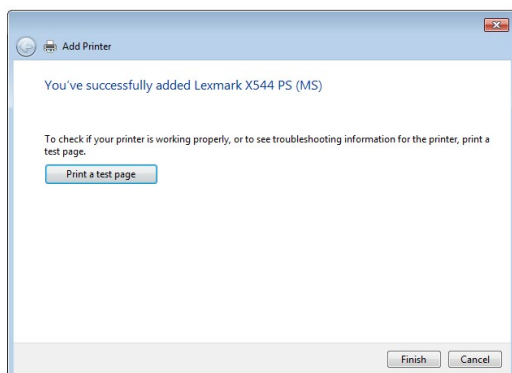 Add Printer
You've successfully added Lexmark X544 PS (MS)
To check if your printer is working properly, or to see troubleshooting information for the printer, print a
test page.
Print a test page
Finish Cancel